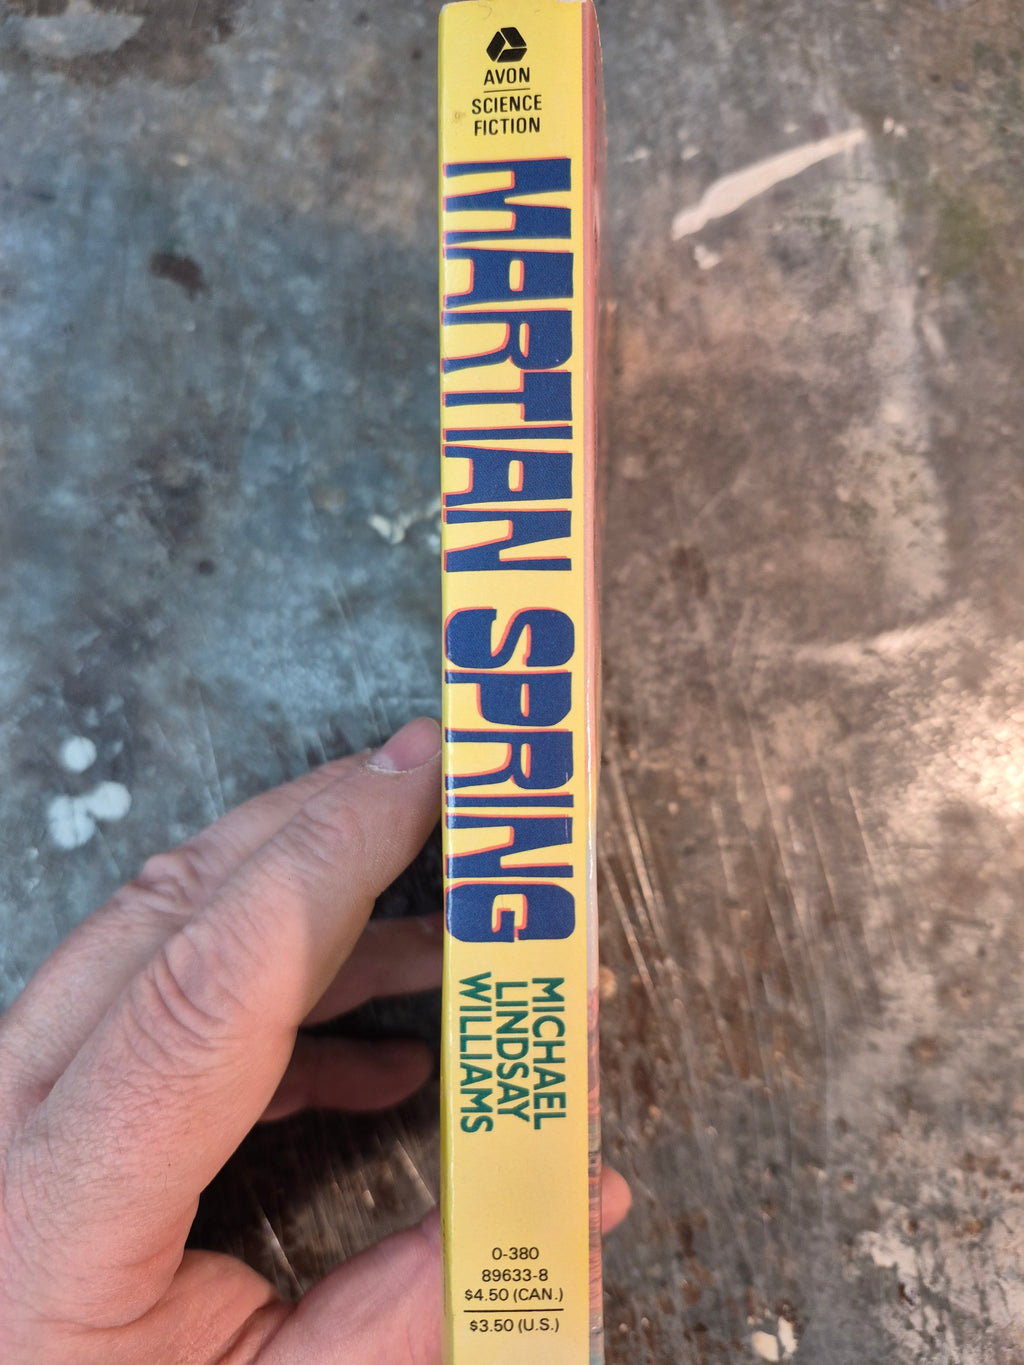 AVON
SCIENCE
FICTION
MARTIAN SPRING
MICHAEL
LINDSAY
WILLIAMS
0-380
89633-8
$4.50 (CAN.)
$3.50 (U.S.)